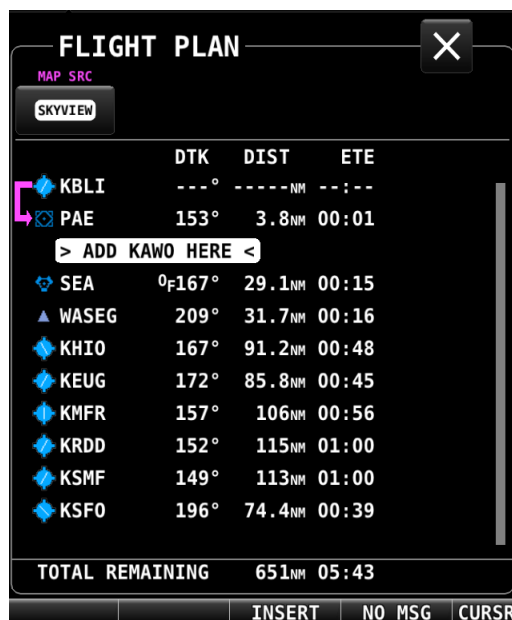 FLIGHT PLAN X
MAP SRC
SKYVIEW
DTK DIST ETE
KBLI ---° -----NM --:--
PAE 153° 3.8NM 00:01
> ADD KAWO HERE <
SEA 0F167° 29.1NM 00:15
WASEG 209° 31.7NM 00:16
KHIO 167° 91.2NM 00:48
KEUG 172° 85.8NM 00:45
KMFR 157° 106NM 00:56
KRDD 152° 115NM 01:00
KSMF 149° 113NM 01:00
KSFO 196° 74.4NM 00:39
TOTAL REMAINING 651NM 05:43
INSERT NO MSG CURSR